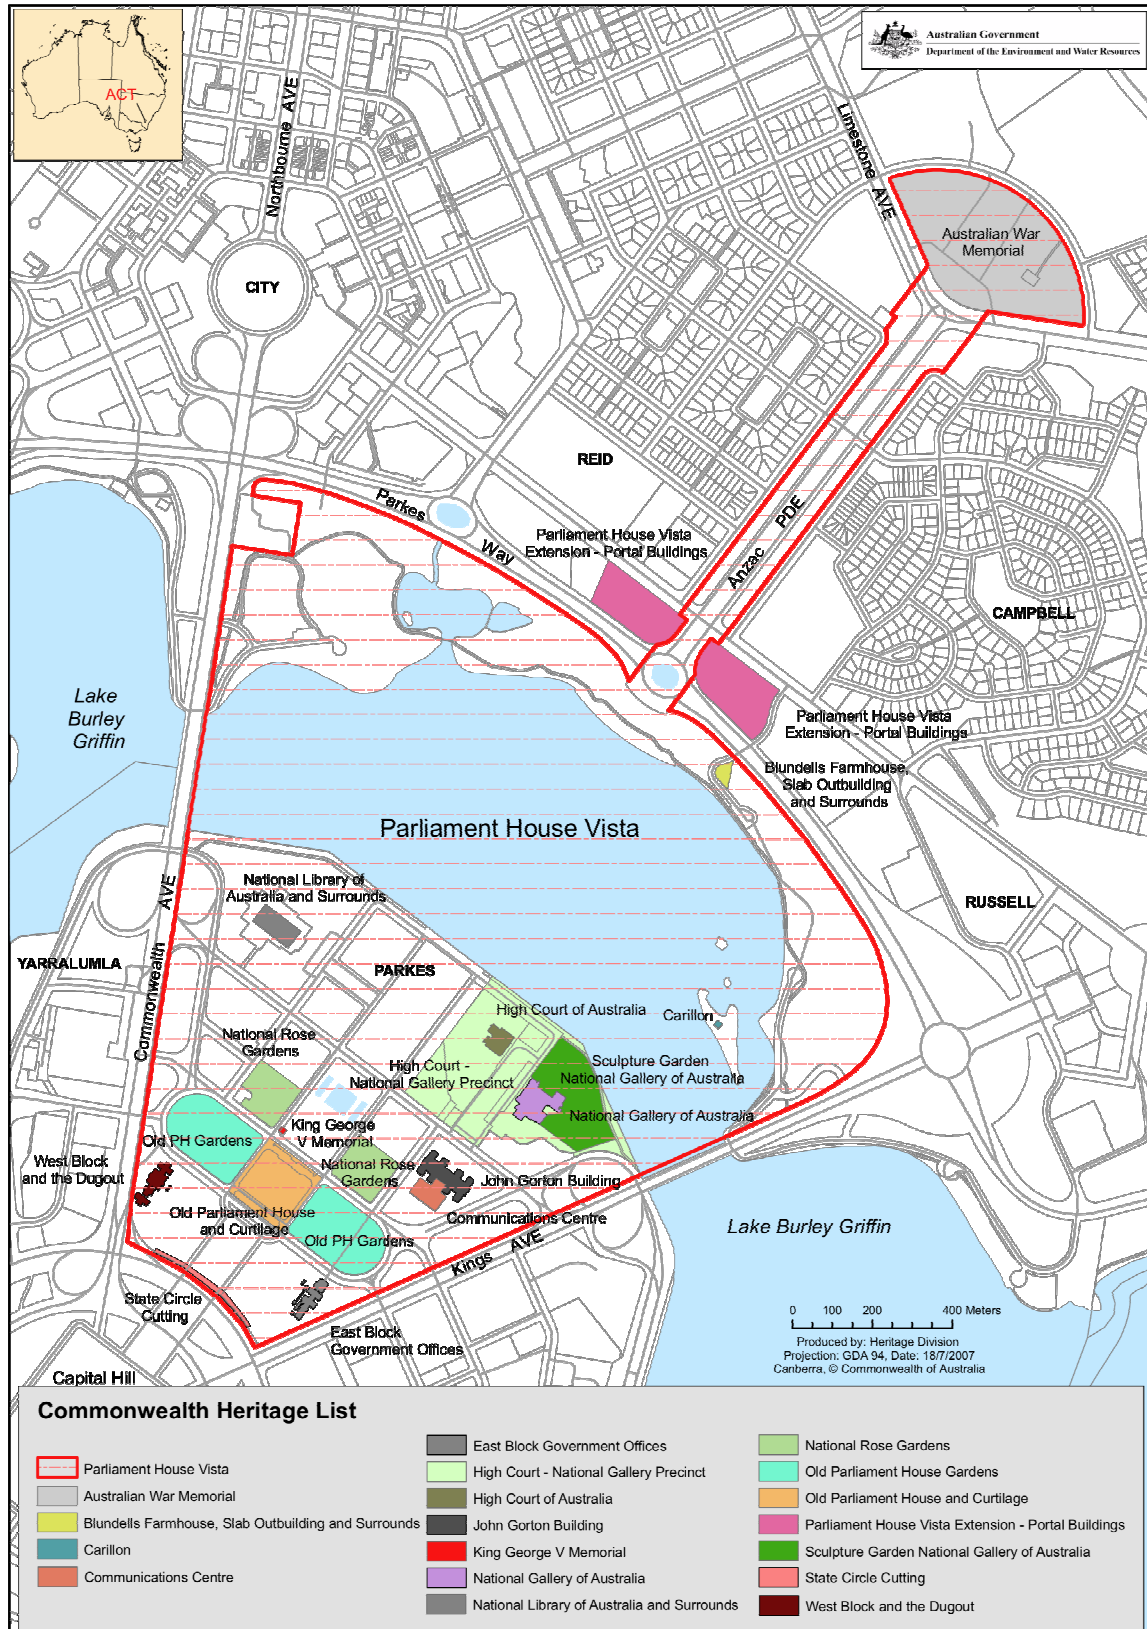 ACT
Australian Government
Department of the Environment and Water Resources
Northbourne AVE
Limestone AVE
Australian War
Memorial
CITY
REID
Parkes Way
Anzac PDE
Parliament House Vista
Extension - Portal Buildings
CAMPBELL
Lake
Burley
Griffin
Parliament House Vista
Extension - Portal Buildings
Blundells Farmhouse,
Slab Outbuilding
and Surrounds
Parliament House Vista
National Library of
Australia and Surrounds
Commonwealth AVE
RUSSELL
YARRALUMLA
PARKES
High Court of Australia
Carillon
National Rose
Gardens
High Court -
National Gallery Precinct
Sculpture Garden
National Gallery of Australia
National Gallery of Australia
King George
V Memorial
Old PH Gardens
West Block
and the Dugout
National Rose
Gardens
John Gorton Building
Old Parliament House
and Curtilage
Communications Centre
Old PH Gardens
Kings AVE
Lake Burley Griffin
State Circle
Cutting
East Block
Government Offices
Capital Hill
0 100 200 400 Meters
Produced by: Heritage Division
Projection: GDA 94, Date: 18/7/2007
Canberra, © Commonwealth of Australia
Commonwealth Heritage List
Parliament House Vista
Australian War Memorial
Blundells Farmhouse, Slab Outbuilding and Surrounds
Carillon
Communications Centre
East Block Government Offices
High Court - National Gallery Precinct
High Court of Australia
John Gorton Building
King George V Memorial
National Gallery of Australia
National Library of Australia and Surrounds
National Rose Gardens
Old Parliament House Gardens
Old Parliament House and Curtilage
Parliament House Vista Extension - Portal Buildings
Sculpture Garden National Gallery of Australia
State Circle Cutting
West Block and the Dugout